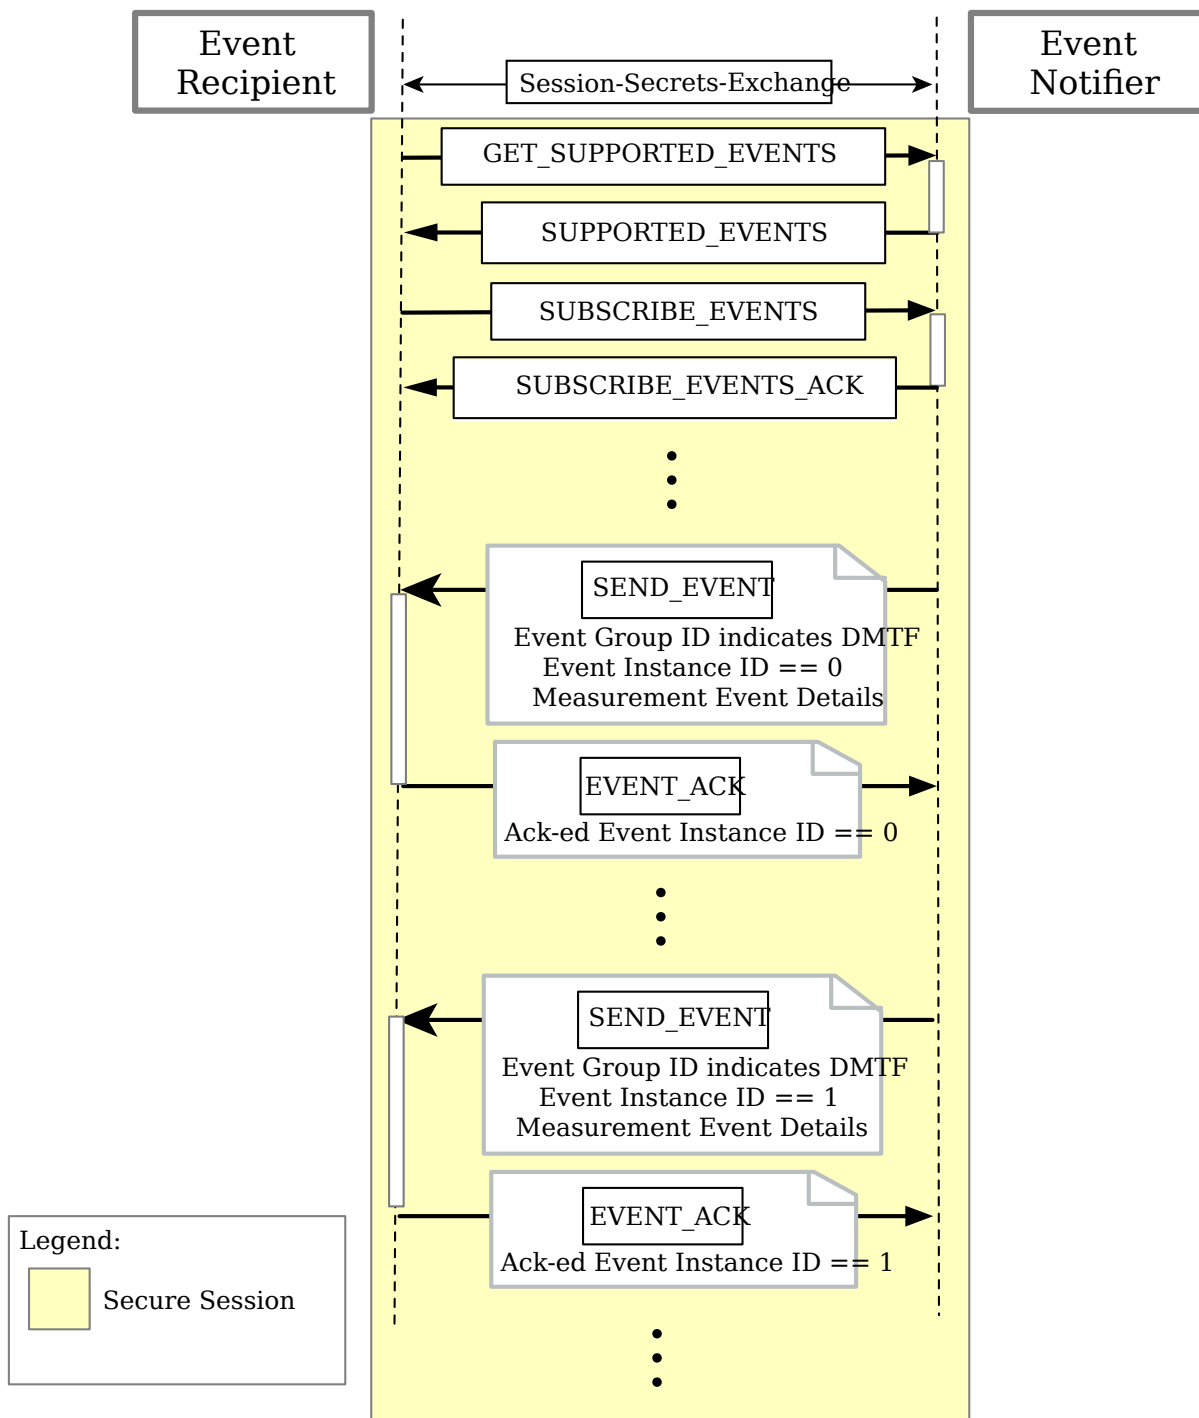 Event
Recipient
Event
Notifier
Session-Secrets-Exchange
GET_SUPPORTED_EVENTS
SUPPORTED_EVENTS
SUBSCRIBE_EVENTS
SUBSCRIBE_EVENTS_ACK
SEND_EVENT
Event Group ID indicates DMTF
Event Instance ID == 0
Measurement Event Details
EVENT_ACK
Ack-ed Event Instance ID == 0
SEND_EVENT
Event Group ID indicates DMTF
Event Instance ID == 1
Measurement Event Details
EVENT_ACK
Ack-ed Event Instance ID == 1
Legend:
Secure Session